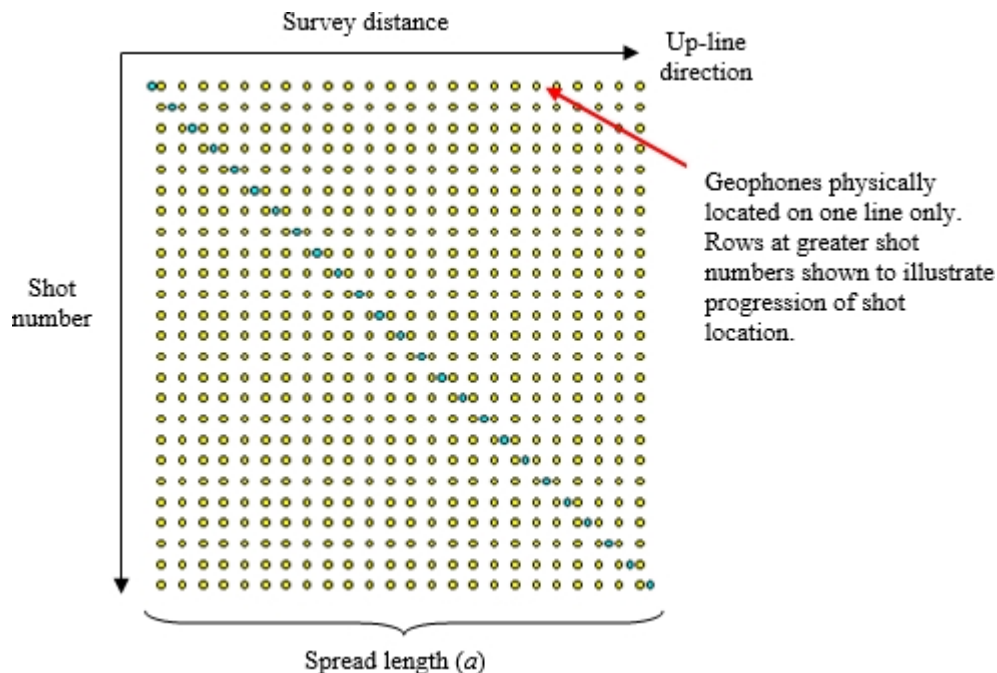 Survey distance
Up-line
direction
Geophones physically
located on one line only.
Rows at greater shot
numbers shown to illustrate
progression of shot
location.
Shot
number
Spread length (a)